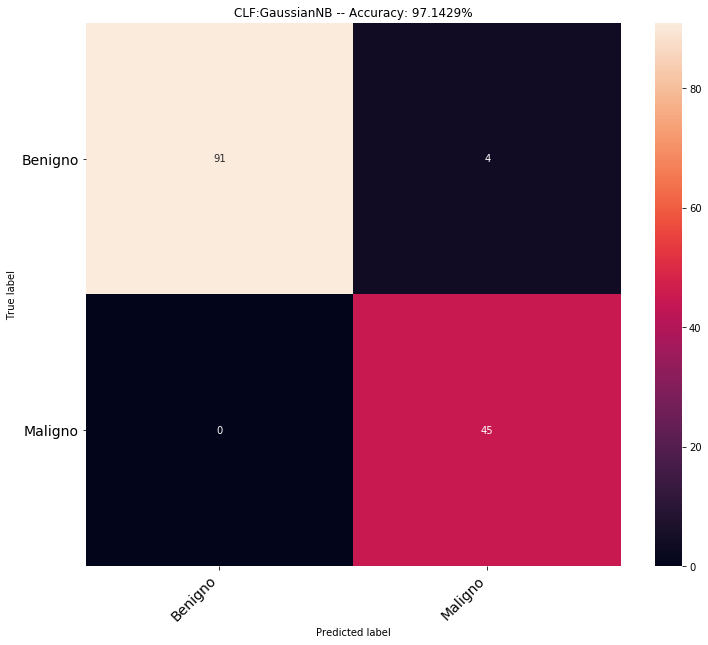 CLF:GaussianNB -- Accuracy: 97.1429%
True label
Benigno
91
4
Maligno
0
45
Benigno
Maligno
Predicted label
80
60
40
20
0